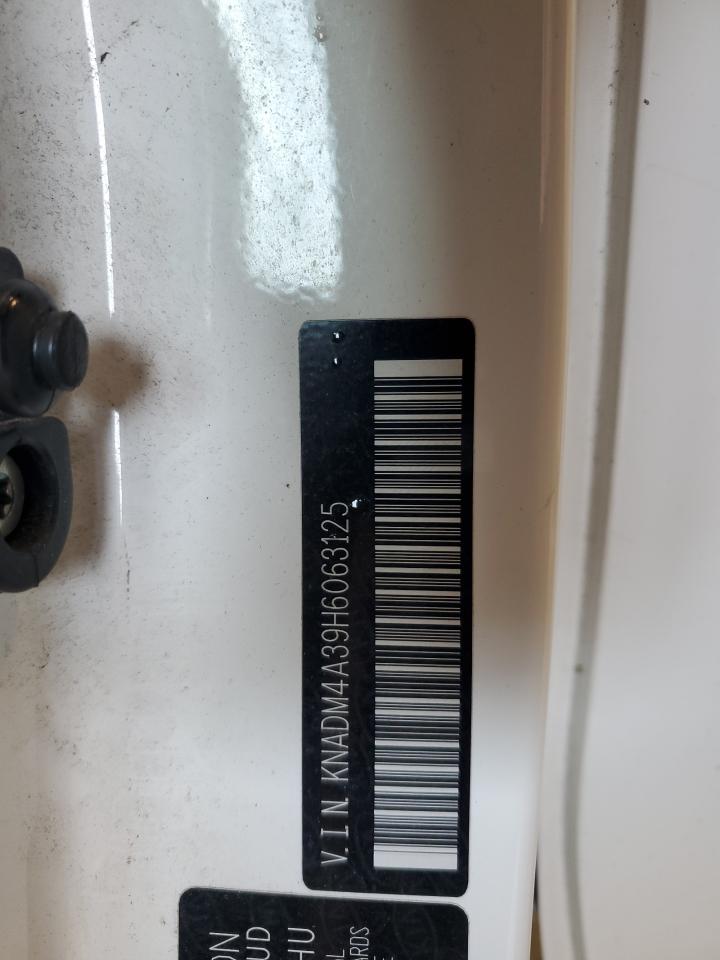 V.I.N. KNADM4A39H6063125
ON
UD
HU
L
ARDS
E